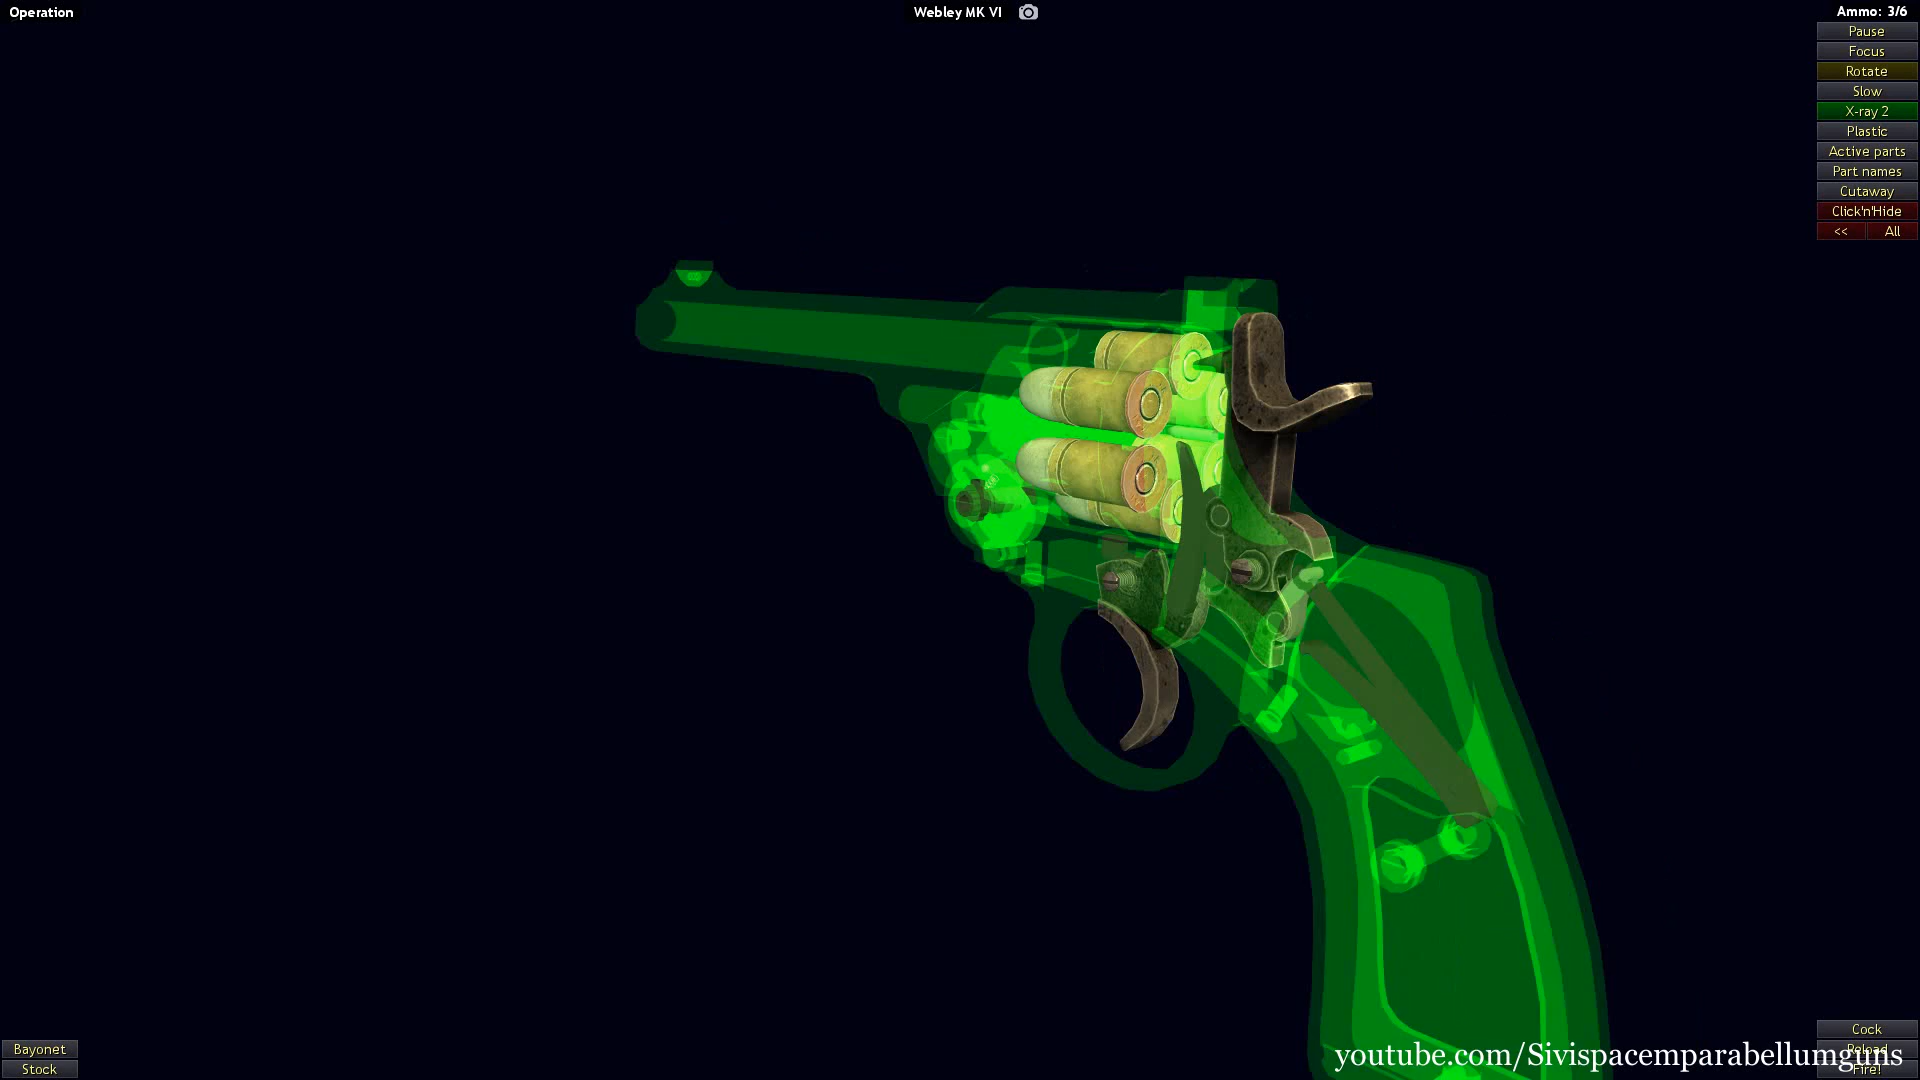 Operation
Webley MK VI
Ammo: 3/6
Pause
Focus
Rotate
Slow
X-ray 2
Plastic
Active parts
Part names
Cutaway
Click'n'Hide
<< All
Bayonet
Stock
Cock
Reload
Fire!
youtube.com/Sivispacemparabellumguns